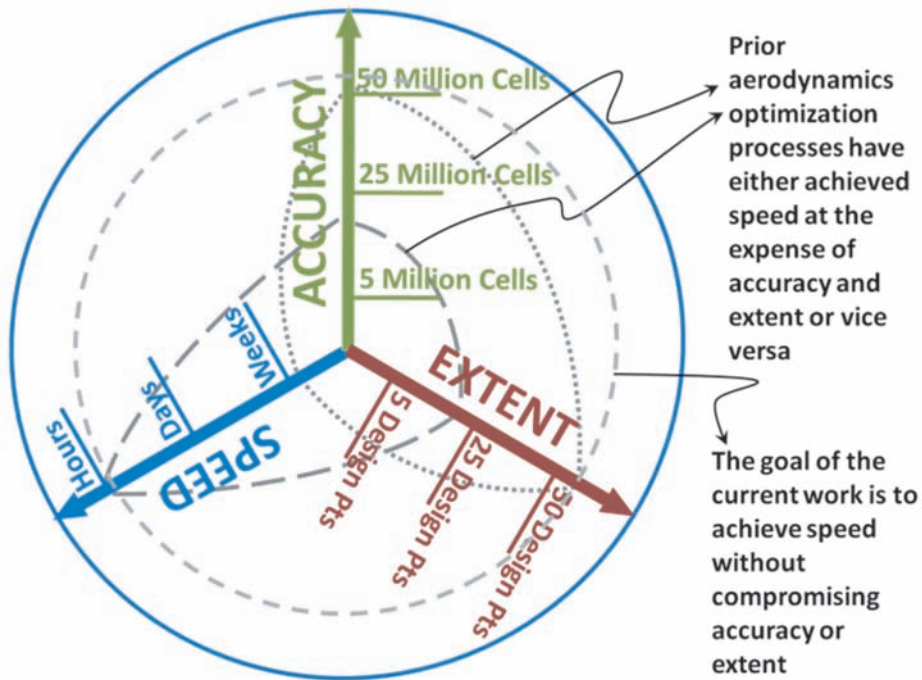 ACCURACY
50 Million Cells
25 Million Cells
5 Million Cells
SPEED
Weeks
Days
Hours
EXTENT
5 Design Pts
25 Design Pts
50 Design Pts
Prior
aerodynamics
optimization
processes have
either achieved
speed at the
expense of
accuracy and
extent or vice
versa
The goal of the
current work is to
achieve speed
without
compromising
accuracy or
extent